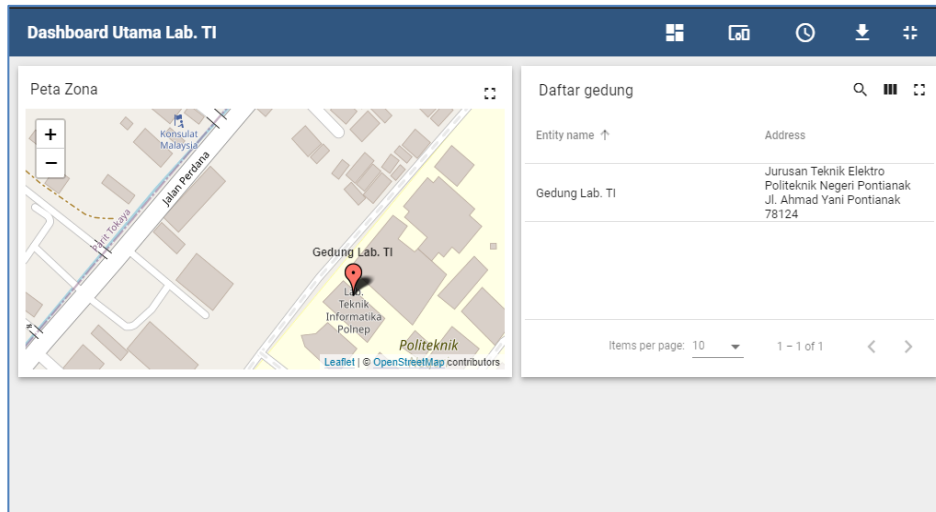 Dashboard Utama Lab. TI
Peta Zona
+
−
Konsulat
Malaysia
Jalan Perdana
Parit Tokaya
Gedung Lab. TI
Lab.
Teknik
Informatika
Polnep
Politeknik
Leaflet | © OpenStreetMap contributors
Daftar gedung
Entity name ↑
Address
Gedung Lab. TI
Jurusan Teknik Elektro
Politeknik Negeri Pontianak
Jl. Ahmad Yani Pontianak
78124
Items per page: 10
1 – 1 of 1